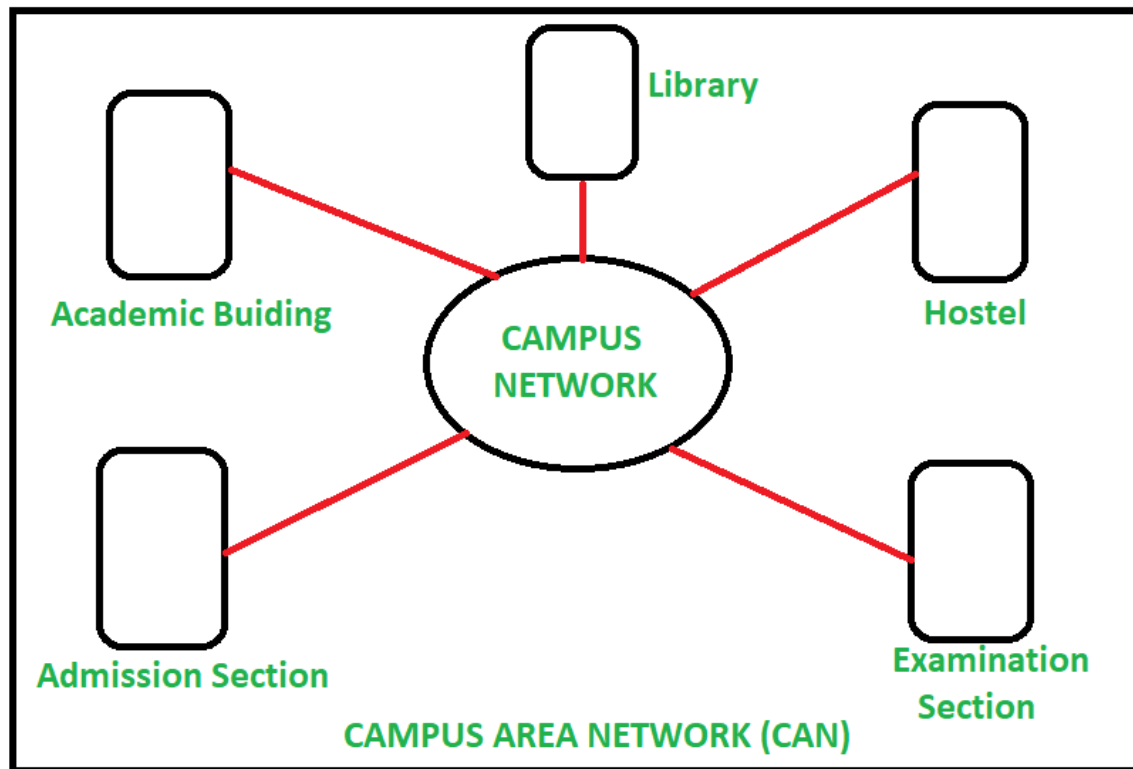 Library
Academic Buiding
Hostel
CAMPUS
NETWORK
Admission Section
Examination
Section
CAMPUS AREA NETWORK (CAN)